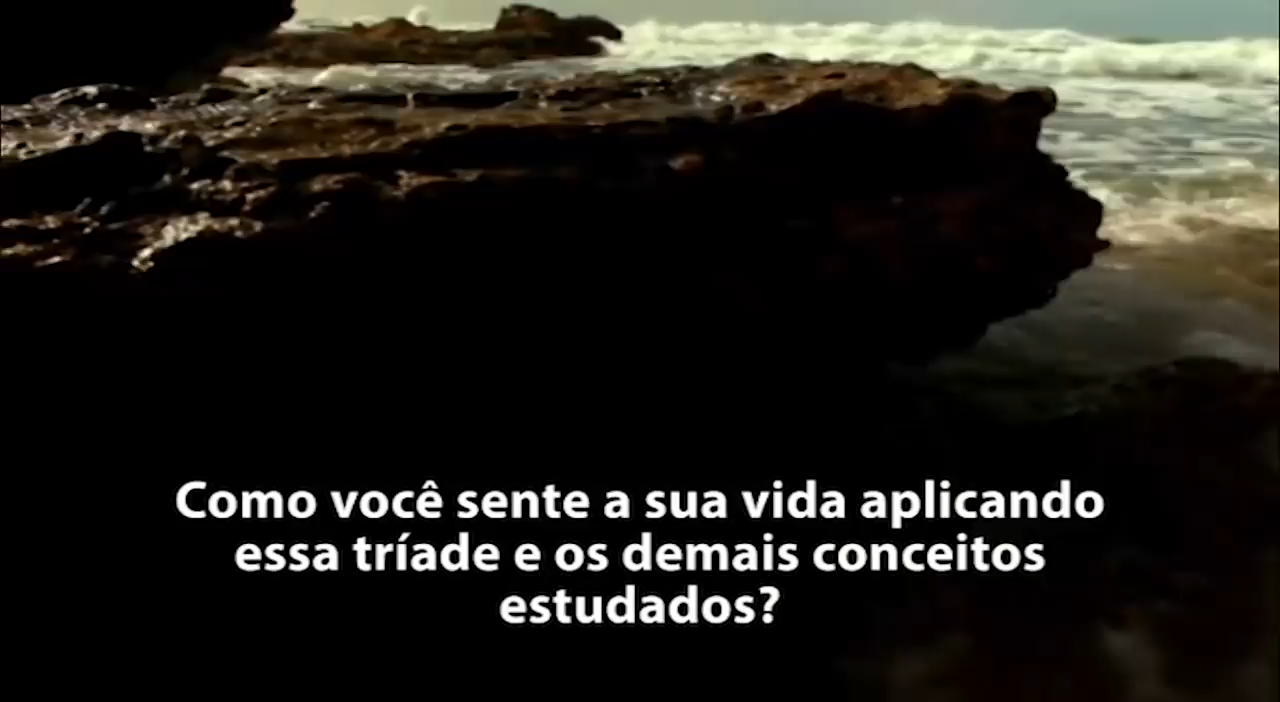 Como você sente a sua vida aplicando
essa tríade e os demais conceitos
estudados?